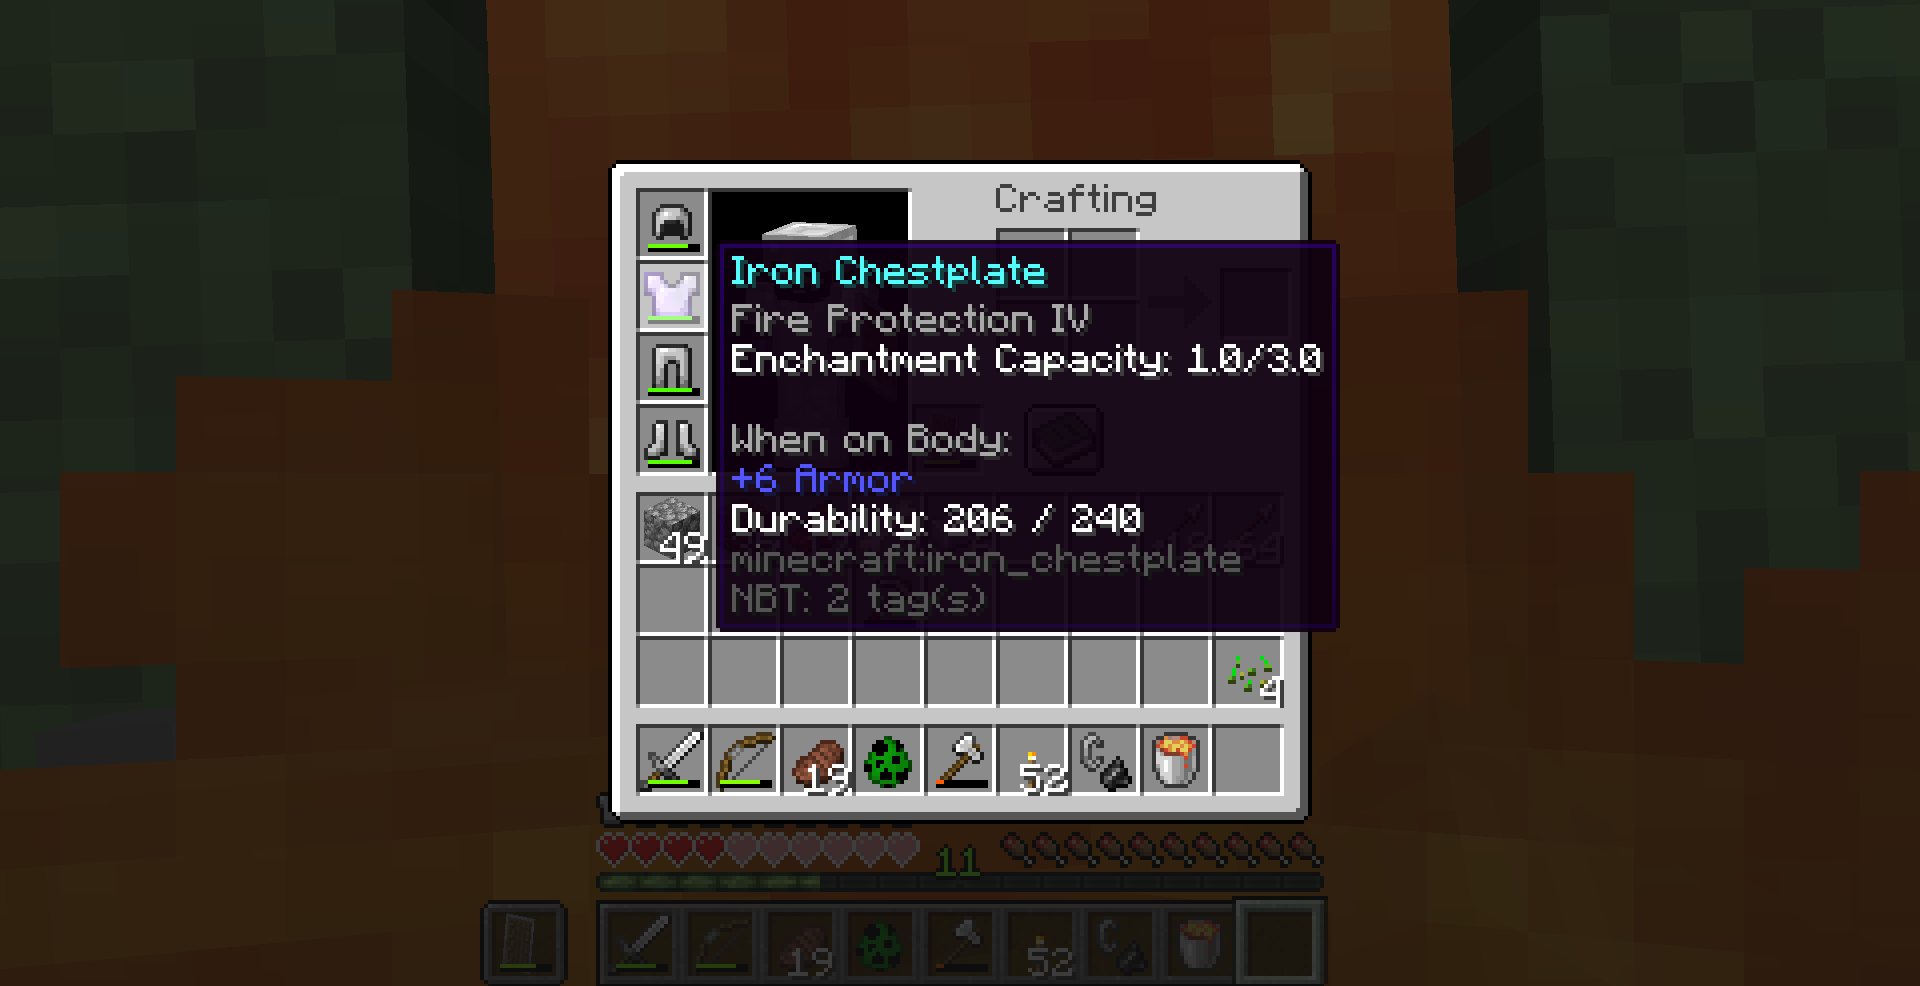 Crafting
Iron Chestplate
Fire Protection IV
Enchantment Capacity: 1.0/3.0
When on Body:
+6 Armor
Durability: 206 / 240
minecraft:iron_chestplate
NBT: 2 tag(s)
49
4
19
52
11
19
52